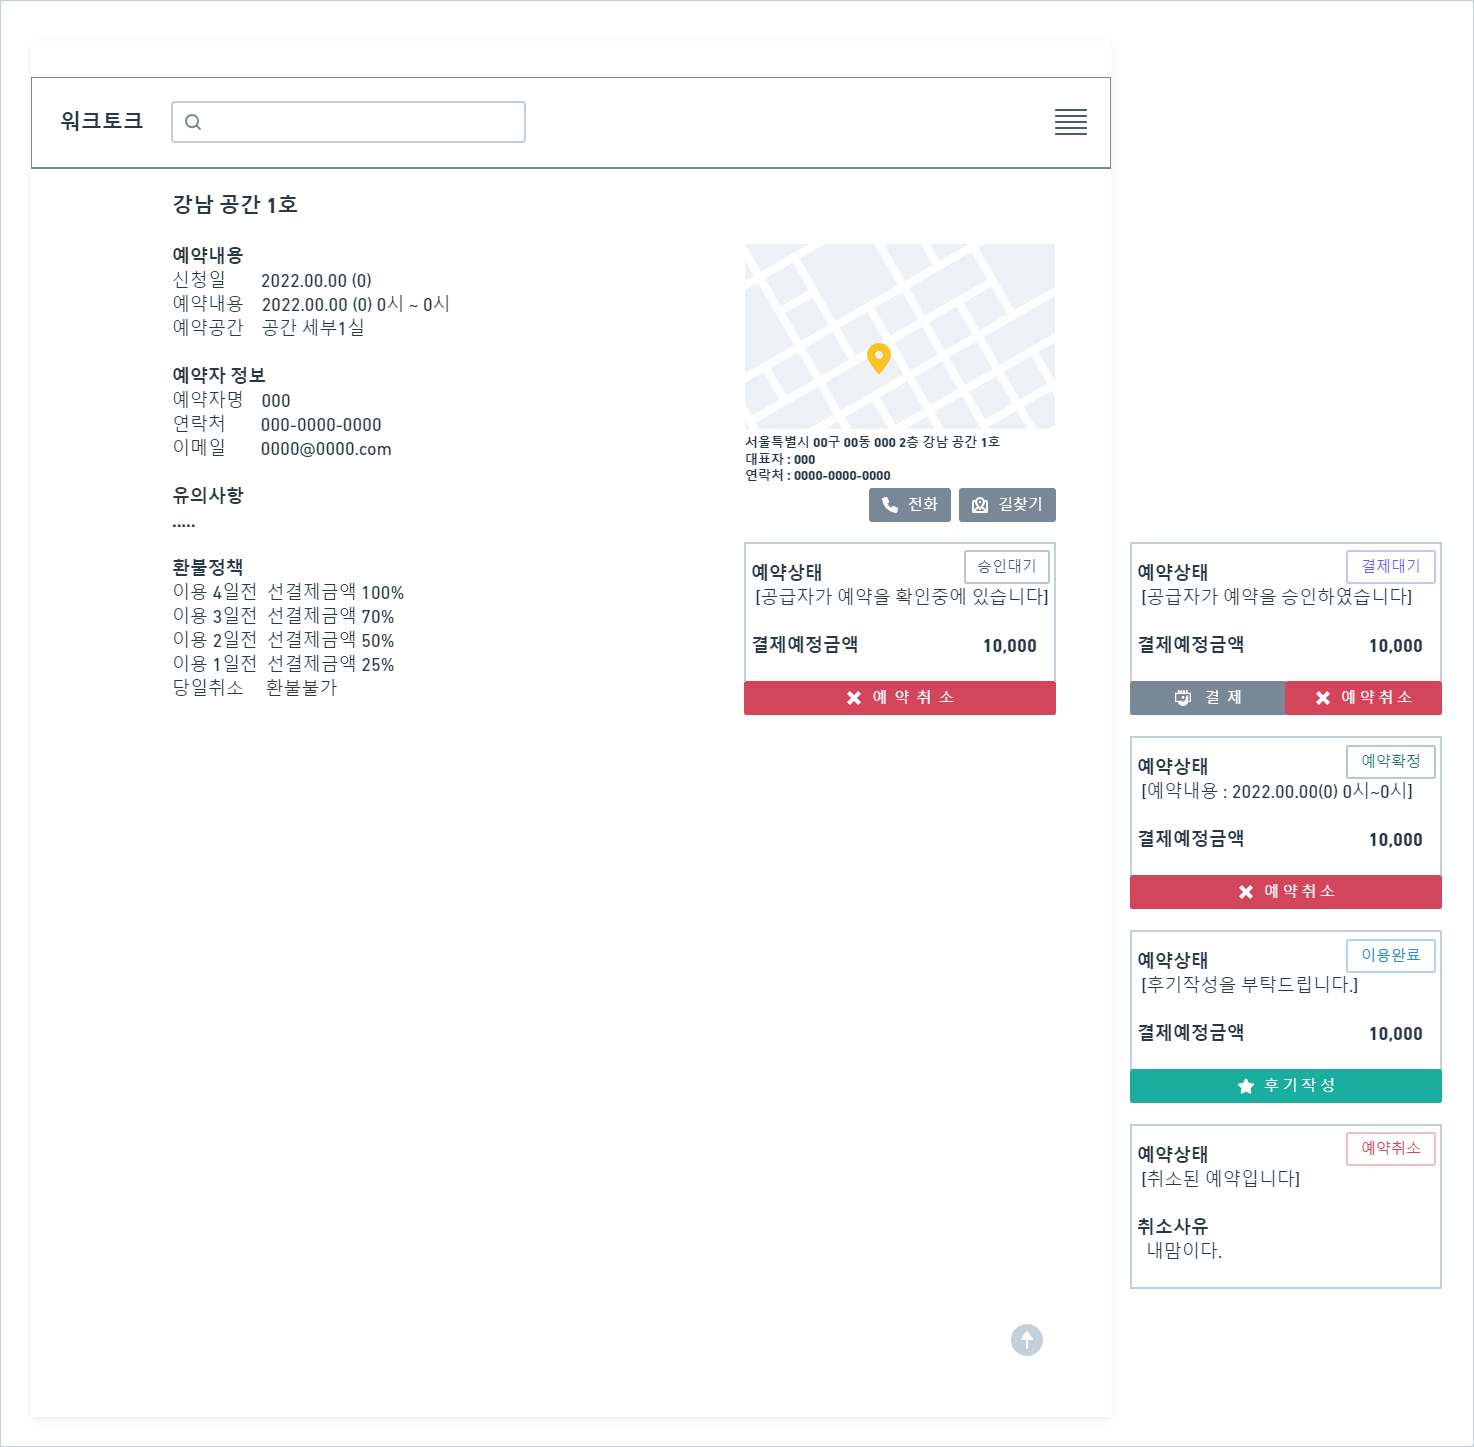 워크토크
강남 공간 1호
예약내용
신청일 2022.00.00 (0)
예약내용 2022.00.00 (0) 0시 ~ 0시
예약공간 공간 세부1실
예약자 정보
예약자명 000
연락처 000-0000-0000
이메일 0000@0000.com
유의사항
.....
환불정책
이용 4일전 선결제금액 100%
이용 3일전 선결제금액 70%
이용 2일전 선결제금액 50%
이용 1일전 선결제금액 25%
당일취소 환불불가
서울특별시 00구 00동 000 2층 강남 공간 1호
대표자 : 000
연락처 : 0000-0000-0000
전화 길찾기
예약상태 승인대기
[공급자가 예약을 확인중에 있습니다]
결제예정금액 10,000
예 약 취 소
예약상태 결제대기
[공급자가 예약을 승인하였습니다]
결제예정금액 10,000
결 제 예 약 취 소
예약상태 예약확정
[예약내용 : 2022.00.00(0) 0시~0시]
결제예정금액 10,000
예 약 취 소
예약상태 이용완료
[후기작성을 부탁드립니다.]
결제예정금액 10,000
후 기 작 성
예약상태 예약취소
[취소된 예약입니다]
취소사유
내맘이다.